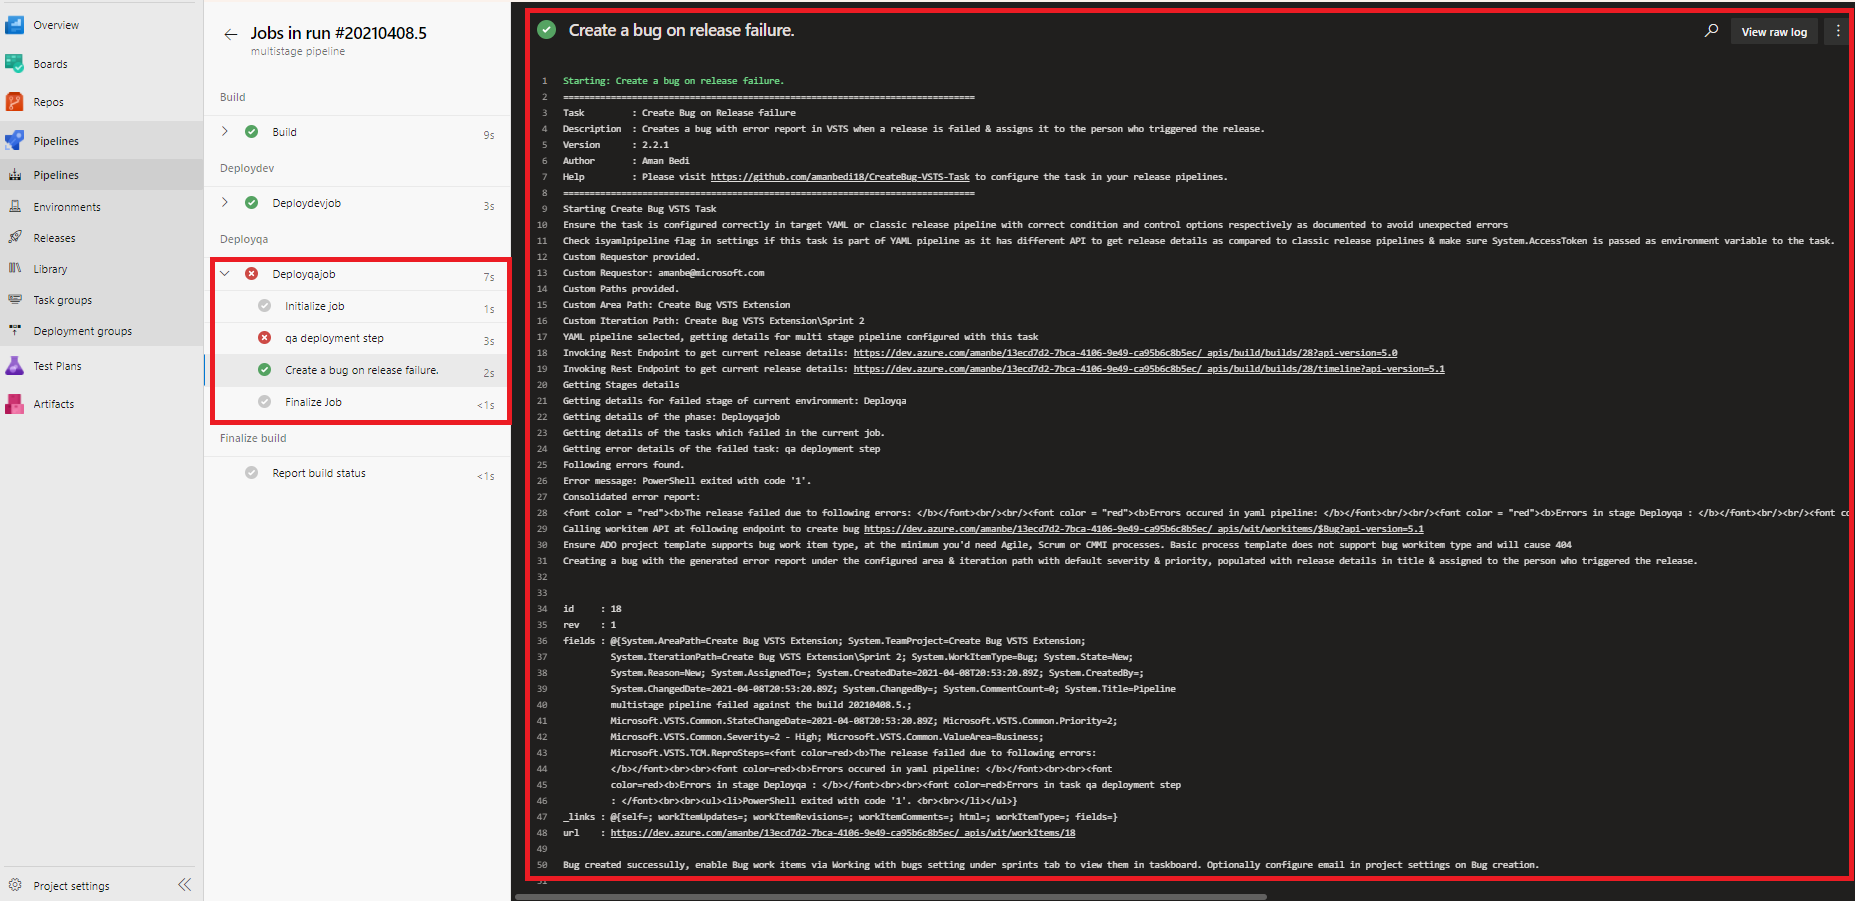 Overview
Boards
Repos
Pipelines
Pipelines
Environments
Releases
Library
Task groups
Deployment groups
Test Plans
Artifacts
Project settings
Jobs in run #20210408.5
multistage pipeline
Build
Build 9s
Deploydev
Deploydevjob 3s
Deployqa
Deployqajob 7s
Initialize job 1s
qa deployment step 3s
Create a bug on release failure. 2s
Finalize Job <1s
Finalize build
Report build status <1s
Create a bug on release failure.
View raw log
1 Starting: Create a bug on release failure.
2 ==============================================================================
3 Task : Create Bug on Release failure
4 Description : Creates a bug with error report in VSTS when a release is failed & assigns it to the person who triggered the release.
5 Version : 2.2.1
6 Author : Aman Bedi
7 Help : Please visit https://github.com/amanbedi18/CreateBug-VSTS-Task to configure the task in your release pipelines.
8 ==============================================================================
9 Starting Create Bug VSTS Task
10 Ensure the task is configured correctly in target YAML or classic release pipeline with correct condition and control options respectively as documented to avoid unexpected errors
11 Check isyamlpipeline flag in settings if this task is part of YAML pipeline as it has different API to get release details as compared to classic release pipelines & make sure System.AccessToken is passed as environment variable to the task.
12 Custom Requestor provided.
13 Custom Requestor: amanbe@microsoft.com
14 Custom Paths provided.
15 Custom Area Path: Create Bug VSTS Extension
16 Custom Iteration Path: Create Bug VSTS Extension\Sprint 2
17 YAML pipeline selected, getting details for multi stage pipeline configured with this task
18 Invoking Rest Endpoint to get current release details: https://dev.azure.com/amanbe/13ecd7d2-7bca-4106-9e49-ca95b6c8b5ec/_apis/build/builds/28?api-version=5.0
19 Invoking Rest Endpoint to get current release details: https://dev.azure.com/amanbe/13ecd7d2-7bca-4106-9e49-ca95b6c8b5ec/_apis/build/builds/28/timeline?api-version=5.1
20 Getting Stages details
21 Getting details for failed stage of current environment: Deployqa
22 Getting details of the phase: Deployqajob
23 Getting details of the tasks which failed in the current job.
24 Getting error details of the failed task: qa deployment step
25 Following errors found.
26 Error message: PowerShell exited with code '1'.
27 Consolidated error report:
28 <font color = "red"><b>The release failed due to following errors: </b></font><br/><br/><font color = "red"><b>Errors occured in yaml pipeline: </b></font><br/><br/><font color = "red"><b>Errors in stage Deployqa : </b></font><br/><br/><font co
29 Calling workitem API at following endpoint to create bug https://dev.azure.com/amanbe/13ecd7d2-7bca-4106-9e49-ca95b6c8b5ec/_apis/wit/workitems/$Bug?api-version=5.1
30 Ensure ADO project template supports bug work item type, at the minimum you'd need Agile, Scrum or CMMI processes. Basic process template does not support bug workitem type and will cause 404
31 Creating a bug with the generated error report under the configured area & iteration path with default severity & priority, populated with release details in title & assigned to the person who triggered the release.
32
33
34 id : 18
35 rev : 1
36 fields : @{System.AreaPath=Create Bug VSTS Extension; System.TeamProject=Create Bug VSTS Extension;
37 System.IterationPath=Create Bug VSTS Extension\Sprint 2; System.WorkItemType=Bug; System.State=New;
38 System.Reason=New; System.AssignedTo=; System.CreatedDate=2021-04-08T20:53:20.89Z; System.CreatedBy=;
39 System.ChangedDate=2021-04-08T20:53:20.89Z; System.ChangedBy=; System.CommentCount=0; System.Title=Pipeline
40 multistage pipeline failed against the build 20210408.5.;
41 Microsoft.VSTS.Common.StateChangeDate=2021-04-08T20:53:20.89Z; Microsoft.VSTS.Common.Priority=2;
42 Microsoft.VSTS.Common.Severity=2 - High; Microsoft.VSTS.Common.ValueArea=Business;
43 Microsoft.VSTS.TCM.ReproSteps=<font color=red><b>The release failed due to following errors:
44 </b></font><br><br><font color=red><b>Errors occured in yaml pipeline: </b></font><br><br><font
45 color=red><b>Errors in stage Deployqa : </b></font><br><br><font color=red>Errors in task qa deployment step
46 : </font><br><br><ul><li>PowerShell exited with code '1'. <br><br></li></ul>}
47 _links : @{self=; workItemUpdates=; workItemRevisions=; workItemComments=; html=; workItemType=; fields=}
48 url : https://dev.azure.com/amanbe/13ecd7d2-7bca-4106-9e49-ca95b6c8b5ec/_apis/wit/workItems/18
49
50 Bug created successully, enable Bug work items via Working with bugs setting under sprints tab to view them in taskboard. Optionally configure email in project settings on Bug creation.
51